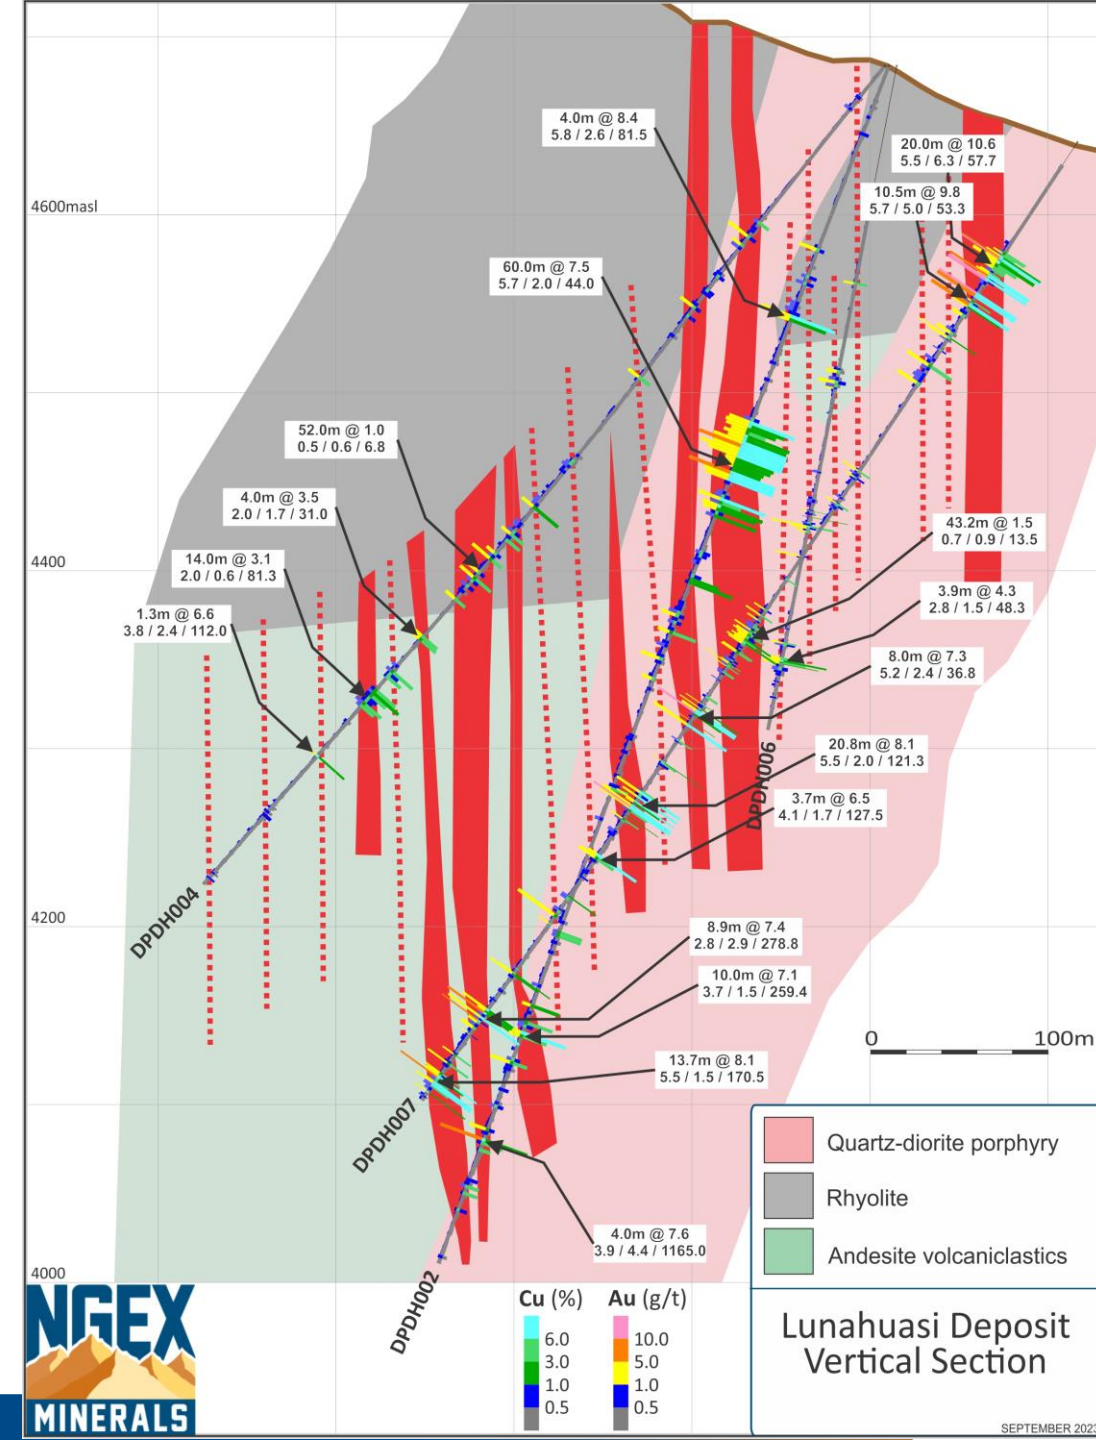 4.0m @ 8.4
5.8 / 2.6 / 81.5
20.0m @ 10.6
5.5 / 6.3 / 57.7
10.5m @ 9.8
5.7 / 5.0 / 53.3
4600masl
60.0m @ 7.5
5.7 / 2.0 / 44.0
52.0m @ 1.0
0.5 / 0.6 / 6.8
4.0m @ 3.5
2.0 / 1.7 / 31.0
43.2m @ 1.5
0.7 / 0.9 / 13.5
14.0m @ 3.1
2.0 / 0.6 / 81.3
4400
3.9m @ 4.3
2.8 / 1.5 / 48.3
1.3m @ 6.6
3.8 / 2.4 / 112.0
8.0m @ 7.3
5.2 / 2.4 / 36.8
20.8m @ 8.1
5.5 / 2.0 / 121.3
DPDH006
3.7m @ 6.5
4.1 / 1.7 / 127.5
DPDH004
4200
8.9m @ 7.4
2.8 / 2.9 / 278.8
10.0m @ 7.1
3.7 / 1.5 / 259.4
0 100m
13.7m @ 8.1
5.5 / 1.5 / 170.5
DPDH007
Quartz-diorite porphyry
Rhyolite
Andesite volcaniclastics
4.0m @ 7.6
3.9 / 4.4 / 1165.0
4000
DPDH002
NGEX
MINERALS
Cu (%) Au (g/t)
6.0 10.0
3.0 5.0
1.0 1.0
0.5 0.5
Lunahuasi Deposit
Vertical Section
SEPTEMBER 2023